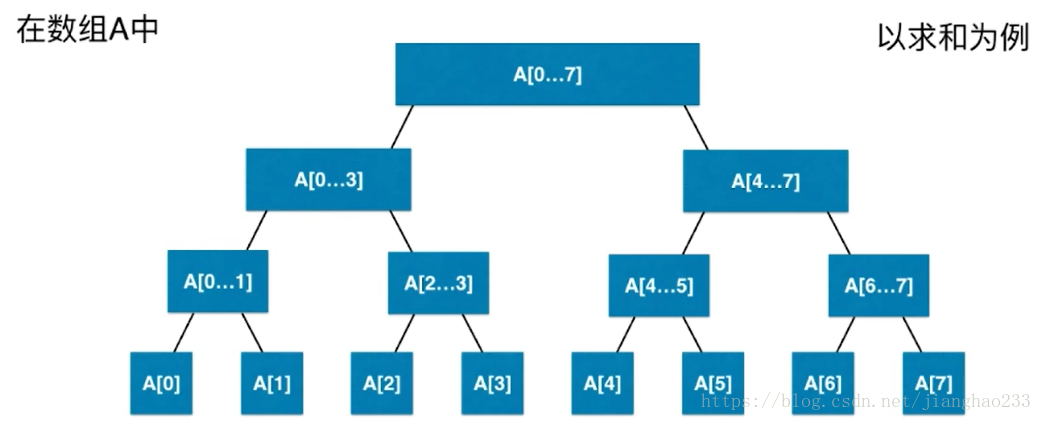 在数组A中
以求和为例
A[0...7]
A[0...3]
A[4...7]
A[0...1]
A[2...3]
A[4...5]
A[6...7]
A[0]
A[1]
A[2]
A[3]
A[4]
A[5]
A[6]
A[7]
https://blog.csdn.net/jianghao233